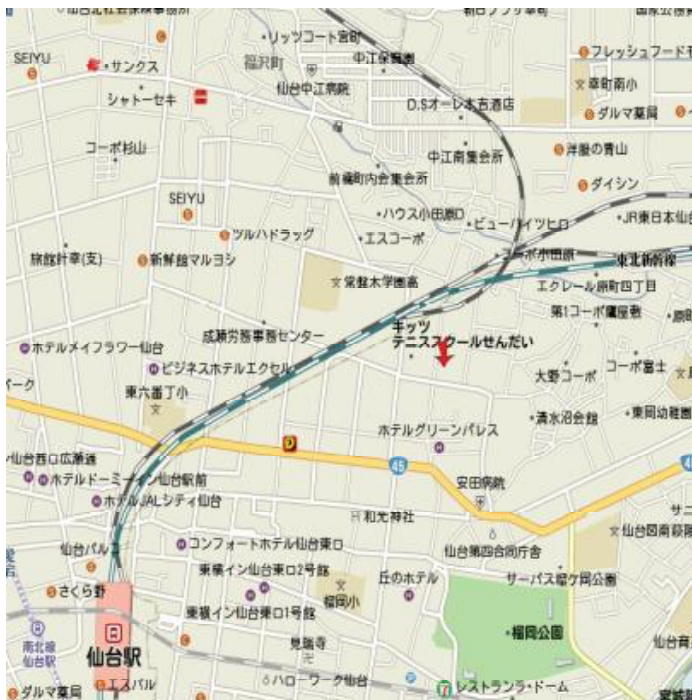 リッツコート宮町
SEIYU
サンクス
福沢町
中江保育園
フレッシュフード
仙台中江病院
幸町南小
シャトーセキ
D.Sオーレ本吉酒店
ダルマ薬局
コーポ杉山
中江南集会所
洋服の青山
前橋町内会集会所
ダイシン
SEIYU
ハウス小田原
ビューハイツヒロ
JR東日本仙台
ツルハドラッグ
エスコーポ
旅館計幸(支)
新鮮館マルヨシ
コーポ小田原
東北新幹線
常盤木学園高
エクレール原町四丁目
第1コーポ鷹屋敷
成瀬労務事務センター
キッツ
テニススクールせんだい
ホテルメイフラワー仙台
ビジネスホテルエクセル
コーポ富士
大野コーポ
パーク
東六番丁小
清水沼会館
東岡幼稚園
ホテルグリーンパレス
仙台西口広瀬通
45
ホテルドーミーイン仙台駅前
安田病院
ホテルJALシティ仙台
和光神社
仙台パルコ
コンフォートホテル仙台東口
仙台第四合同庁舎
東横イン仙台東口2号館
丘のホテル
サーパス榴ケ岡公園
さくら野
榴岡小
東横イン仙台東口1号館
榴岡公園
南北線
仙台駅
仙台駅
見瑞寺
ハローワーク仙台
レストランラ・ドーム
ダルマ薬局
エスパル